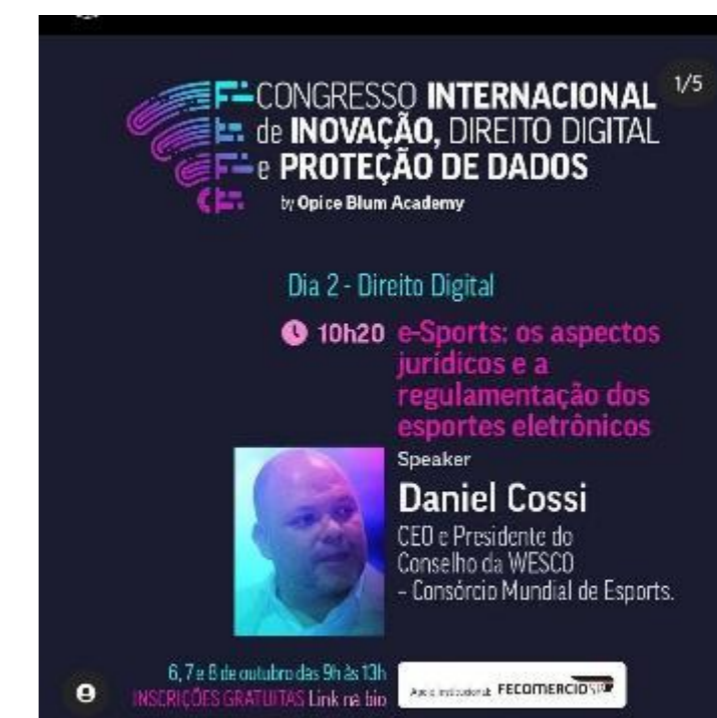 1/5
CONGRESSO INTERNACIONAL
de INOVAÇÃO, DIREITO DIGITAL
e PROTEÇÃO DE DADOS
by Opice Blum Academy
Dia 2 - Direito Digital
10h20 e-Sports: os aspectos
jurídicos e a
regulamentação dos
esportes eletrônicos
Speaker
Daniel Cossi
CEO e Presidente do
Conselho da WESCO
- Consórcio Mundial de Esports.
6, 7 e 8 de outubro das 9h às 13h
INSCRIÇÕES GRATUITAS Link na bio
Apoio institucional: FECOMERCIO SP